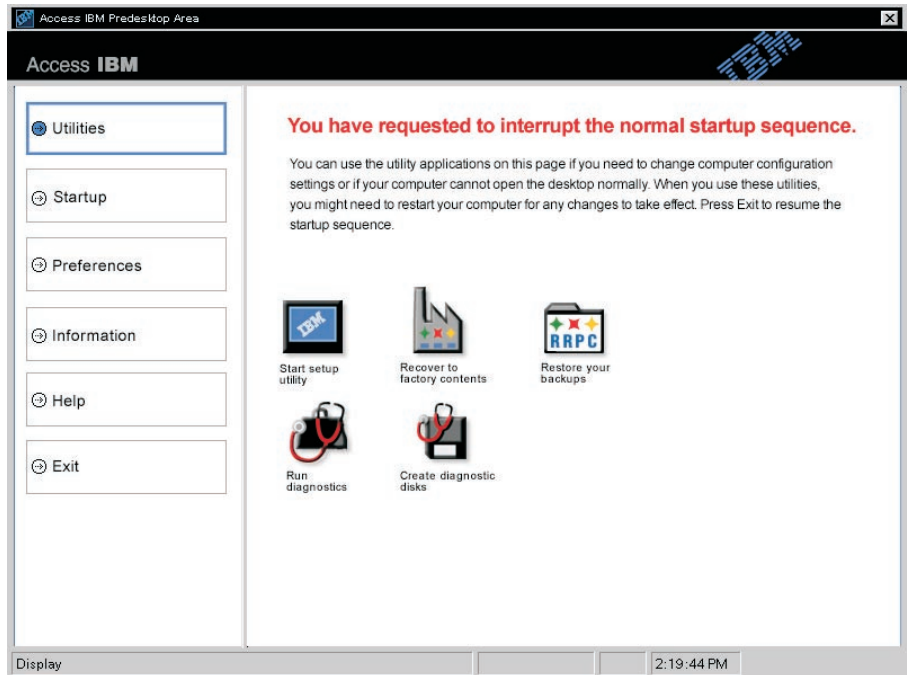 Access IBM Predesktop Area
Access IBM
IBM
Utilities
Startup
Preferences
Information
Help
Exit
You have requested to interrupt the normal startup sequence.
You can use the utility applications on this page if you need to change computer configuration
settings or if your computer cannot open the desktop normally. When you use these utilities,
you might need to restart your computer for any changes to take effect. Press Exit to resume the
startup sequence.
IBM
Start setup
utility
Recover to
factory contents
RRPC
Restore your
backups
Run
diagnostics
Create diagnostic
disks
Display
2:19:44 PM